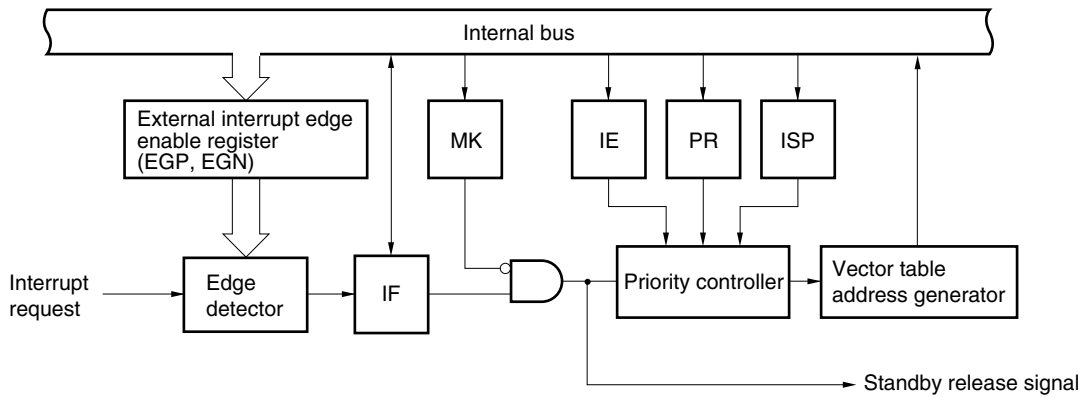 Internal bus
External interrupt edge
enable register
(EGP, EGN)
MK
IE
PR
ISP
Interrupt
request
Edge
detector
IF
Priority controller
Vector table
address generator
Standby release signal